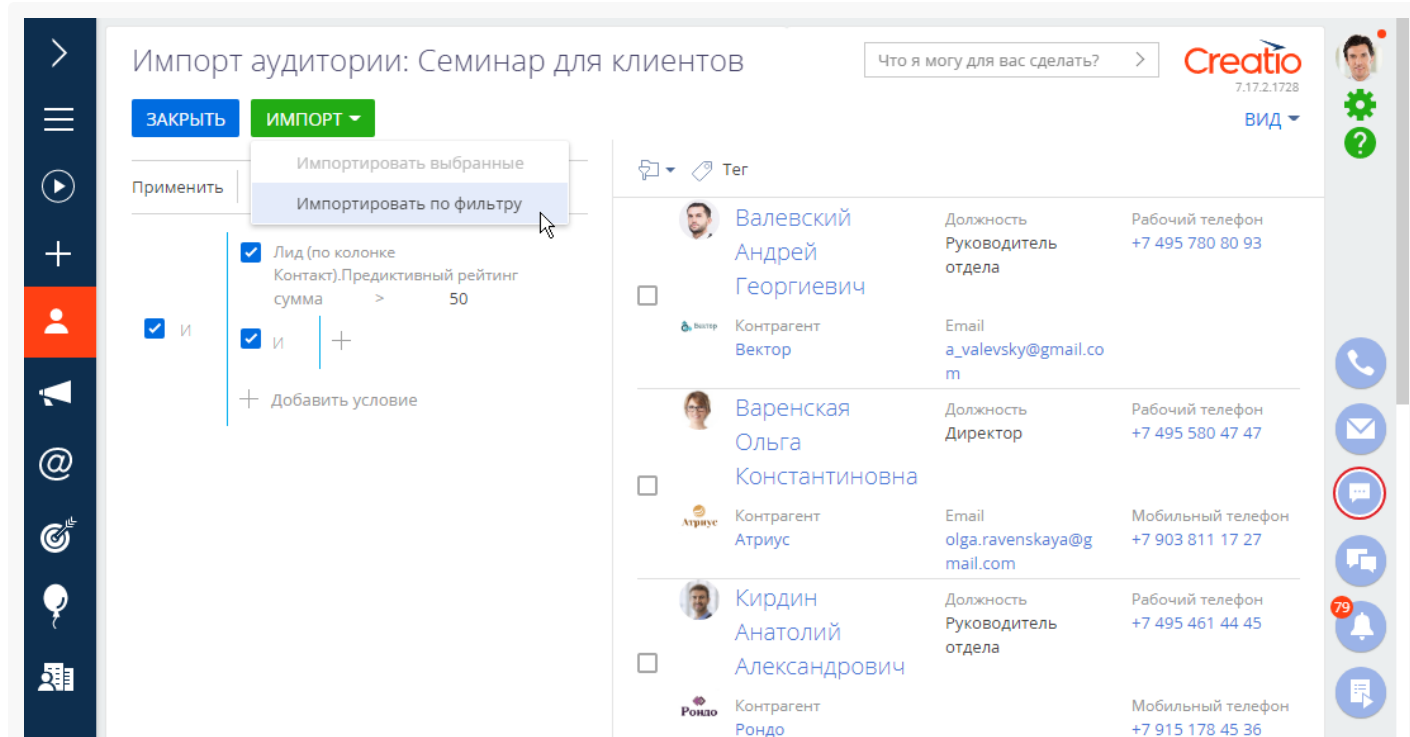 Импорт аудитории: Семинар для клиентов
Что я могу для вас сделать?
Creatio
7.17.2.1728
ЗАКРЫТЬ
ИМПОРТ
ВИД
Импортировать выбранные
Импортировать по фильтру
Применить
Тег
Лид (по колонке
Контакт).Предиктивный рейтинг
сумма > 50
И
И
Добавить условие
Валевский
Андрей
Георгиевич
Должность
Руководитель
отдела
Рабочий телефон
+7 495 780 80 93
Вектор
Контрагент
Вектор
Email
a_valevsky@gmail.co
m
Варенская
Ольга
Константиновна
Должность
Директор
Рабочий телефон
+7 495 580 47 47
Атриус
Контрагент
Атриус
Email
olga.ravenskaya@g
mail.com
Мобильный телефон
+7 903 811 17 27
Кирдин
Анатолий
Александрович
Должность
Руководитель
отдела
Рабочий телефон
+7 495 461 44 45
Рондо
Контрагент
Рондо
Мобильный телефон
+7 915 178 45 36
79